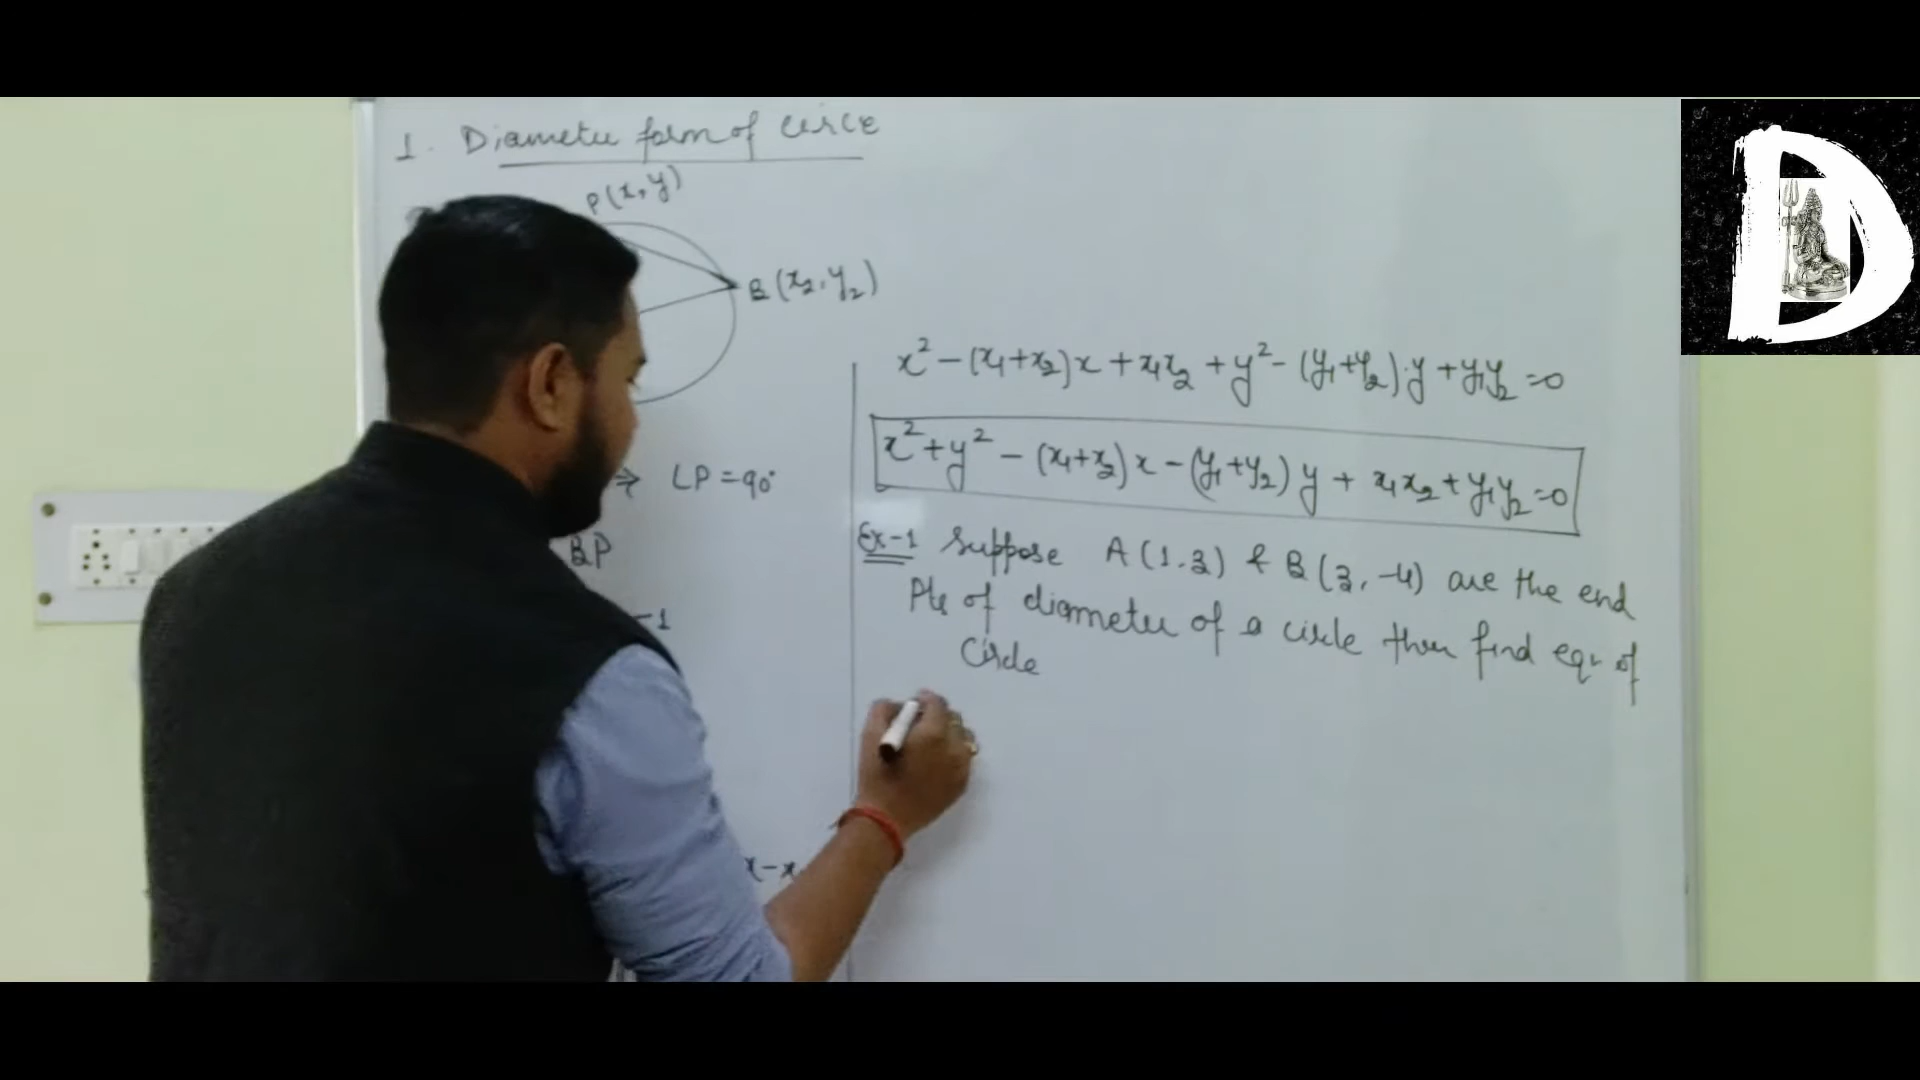 1. Diameter form of circle
P(x, y)
B (x₂, y₂)
⇒ ∠P = 90°
BP
-1
x-x
x² - (x₁+x₂)x + x₁x₂ + y² - (y₁+y₂).y + y₁y₂ = 0
x² + y² - (x₁+x₂)x - (y₁+y₂) y + x₁x₂ + y₁y₂ = 0
Ex-1 Suppose A(1, 3) & B(3, -4) are the end
Pts of diameter of a circle then find eqn of
Circle
D